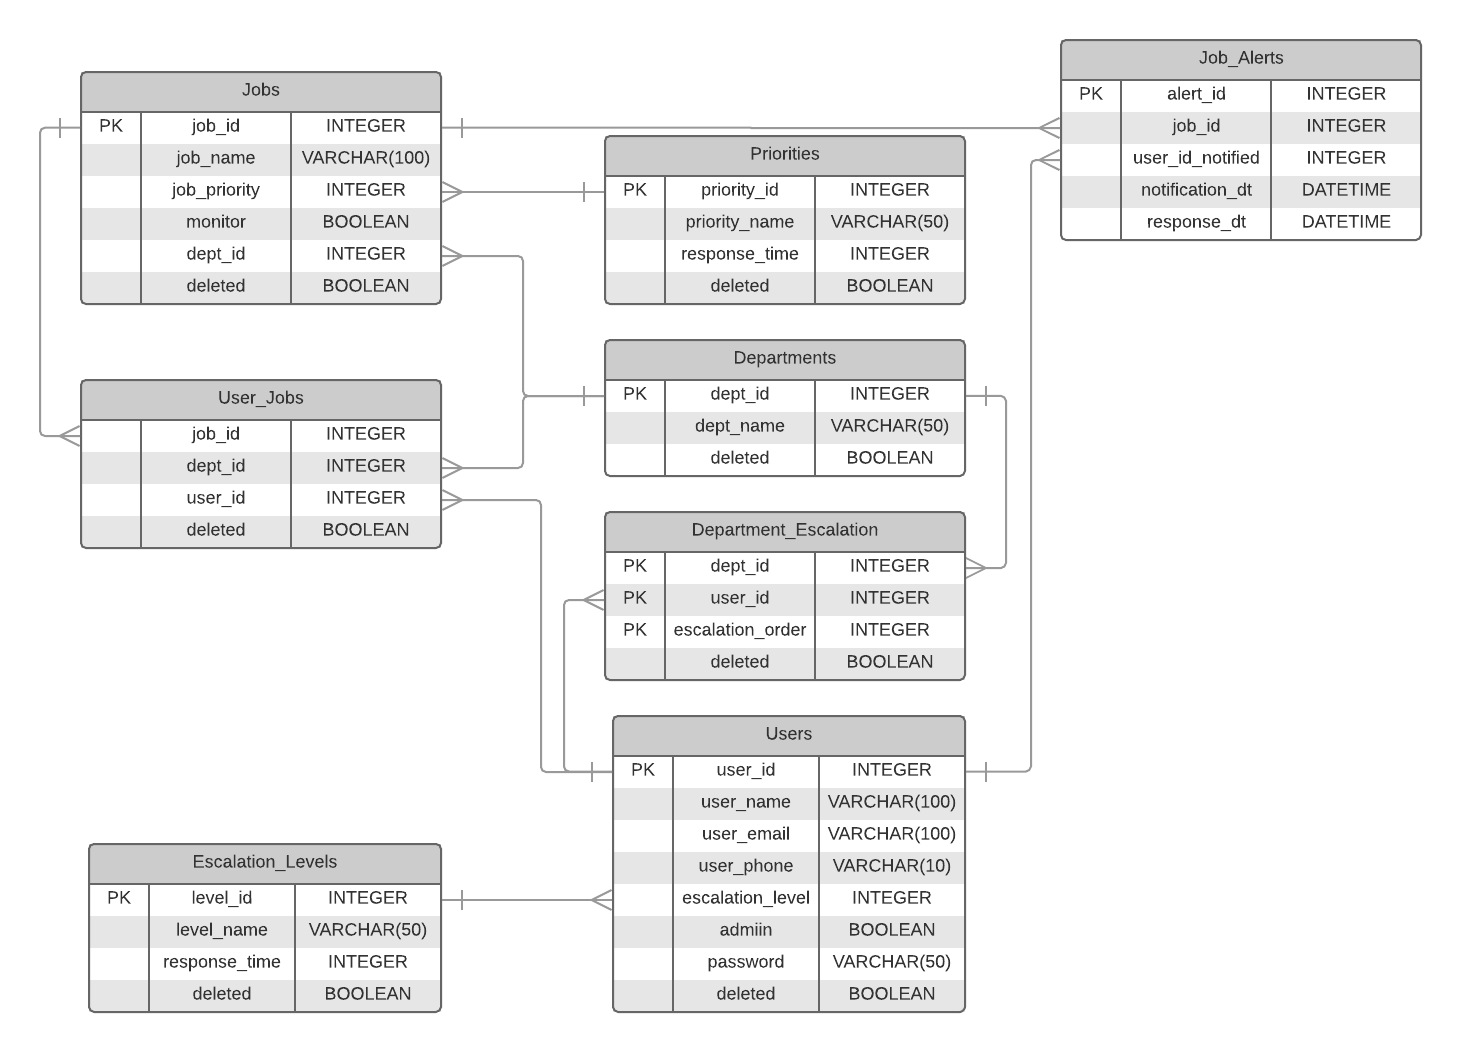 Jobs
PK job_id INTEGER
job_name VARCHAR(100)
job_priority INTEGER
monitor BOOLEAN
dept_id INTEGER
deleted BOOLEAN
Job_Alerts
PK alert_id INTEGER
job_id INTEGER
user_id_notified INTEGER
notification_dt DATETIME
response_dt DATETIME
Priorities
PK priority_id INTEGER
priority_name VARCHAR(50)
response_time INTEGER
deleted BOOLEAN
User_Jobs
job_id INTEGER
dept_id INTEGER
user_id INTEGER
deleted BOOLEAN
Departments
PK dept_id INTEGER
dept_name VARCHAR(50)
deleted BOOLEAN
Department_Escalation
PK dept_id INTEGER
PK user_id INTEGER
PK escalation_order INTEGER
deleted BOOLEAN
Users
PK user_id INTEGER
user_name VARCHAR(100)
user_email VARCHAR(100)
user_phone VARCHAR(10)
escalation_level INTEGER
admiin BOOLEAN
password VARCHAR(50)
deleted BOOLEAN
Escalation_Levels
PK level_id INTEGER
level_name VARCHAR(50)
response_time INTEGER
deleted BOOLEAN